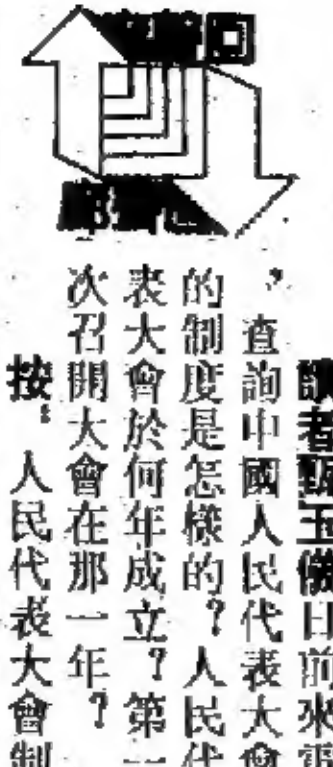 讀者甄玉儀日前來電
，查詢中國人民代表大會
的制度是怎樣的？人民代
表大會於何年成立？第一
次召開大會在那一年？
按：人民代表大會制